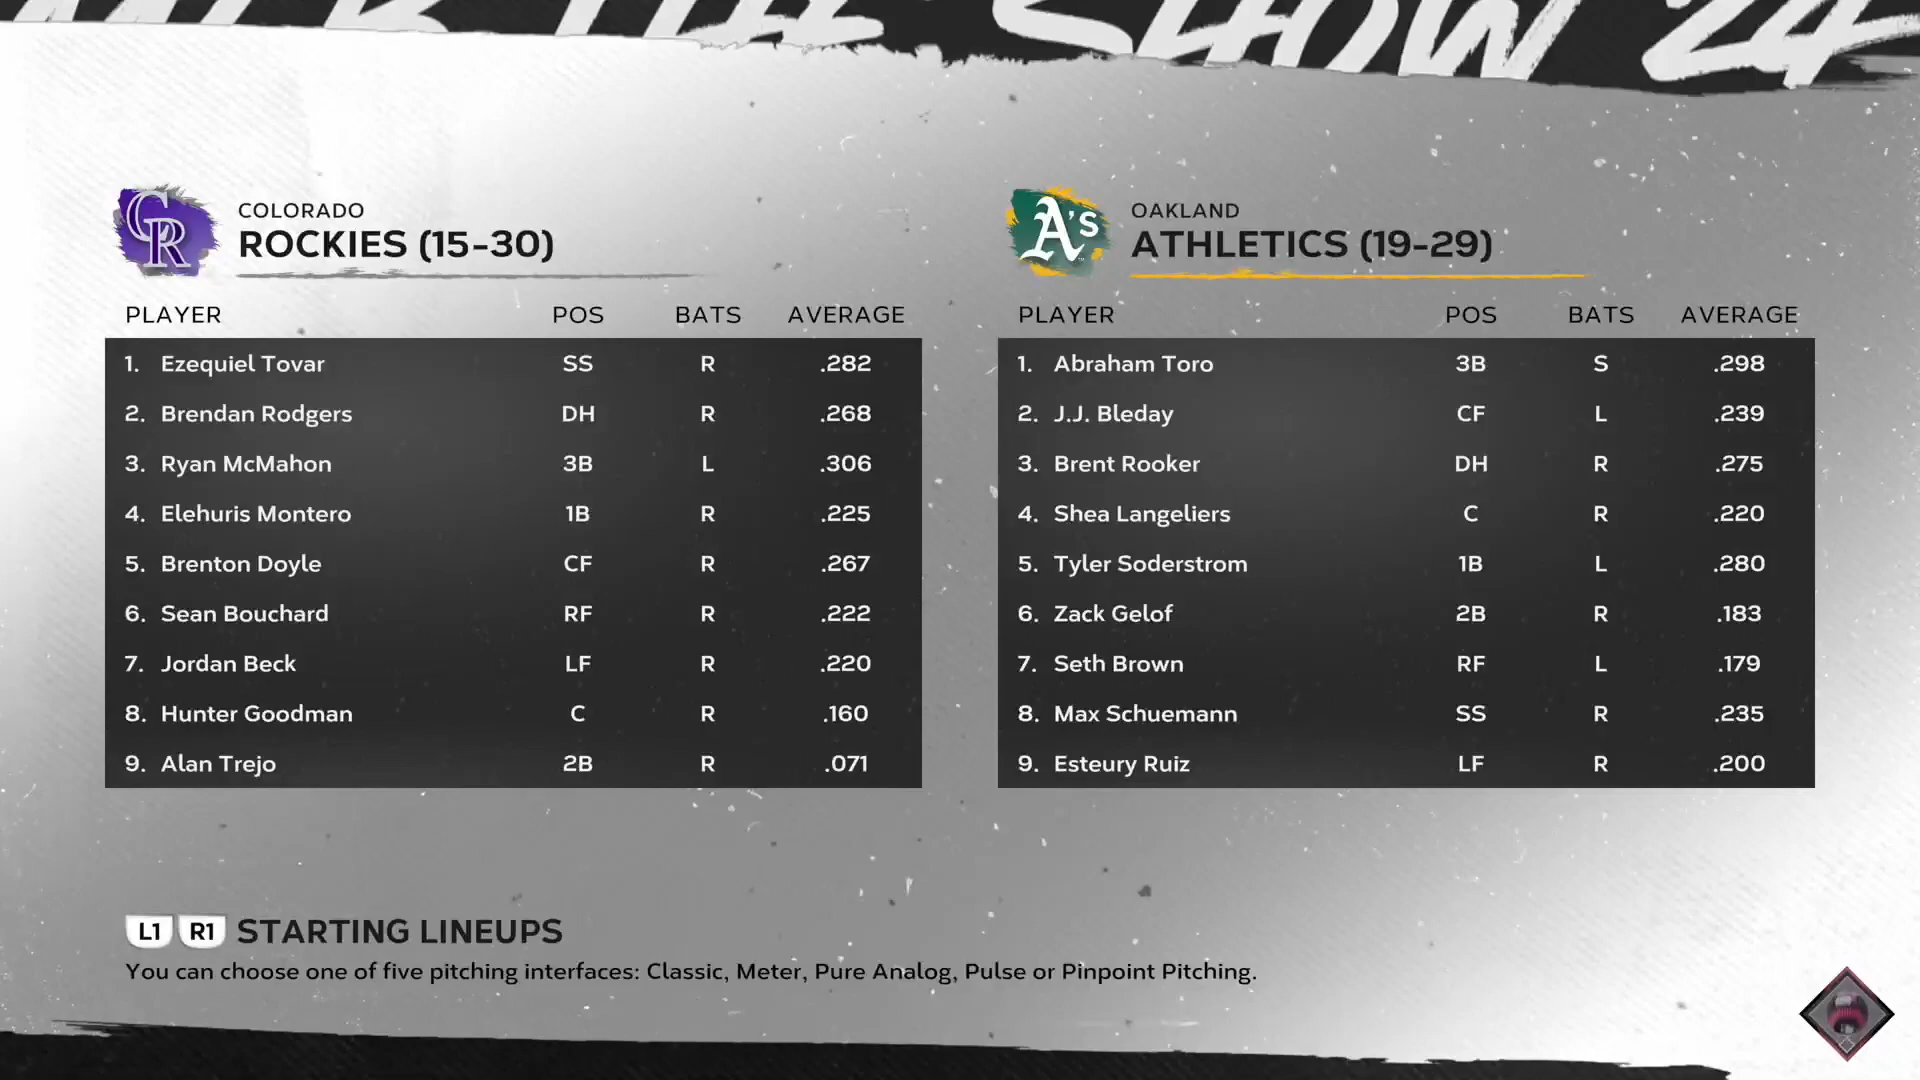 MLB THE SHOW 24
CR
COLORADO
ROCKIES (15-30)
PLAYER POS BATS AVERAGE
1. Ezequiel Tovar SS R .282
2. Brendan Rodgers DH R .268
3. Ryan McMahon 3B L .306
4. Elehuris Montero 1B R .225
5. Brenton Doyle CF R .267
6. Sean Bouchard RF R .222
7. Jordan Beck LF R .220
8. Hunter Goodman C R .160
9. Alan Trejo 2B R .071
A's
OAKLAND
ATHLETICS (19-29)
PLAYER POS BATS AVERAGE
1. Abraham Toro 3B S .298
2. J.J. Bleday CF L .239
3. Brent Rooker DH R .275
4. Shea Langeliers C R .220
5. Tyler Soderstrom 1B L .280
6. Zack Gelof 2B R .183
7. Seth Brown RF L .179
8. Max Schuemann SS R .235
9. Esteury Ruiz LF R .200
L1 R1 STARTING LINEUPS
You can choose one of five pitching interfaces: Classic, Meter, Pure Analog, Pulse or Pinpoint Pitching.